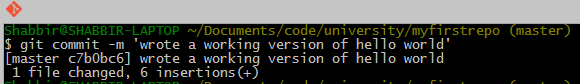 Shabbir@SHABBIR-LAPTOP ~/Documents/code/university/myfirstrepo (master)
$ git commit -m 'wrote a working version of hello world'
[master c7b0bc6] wrote a working version of hello world
 1 file changed, 6 insertions(+)